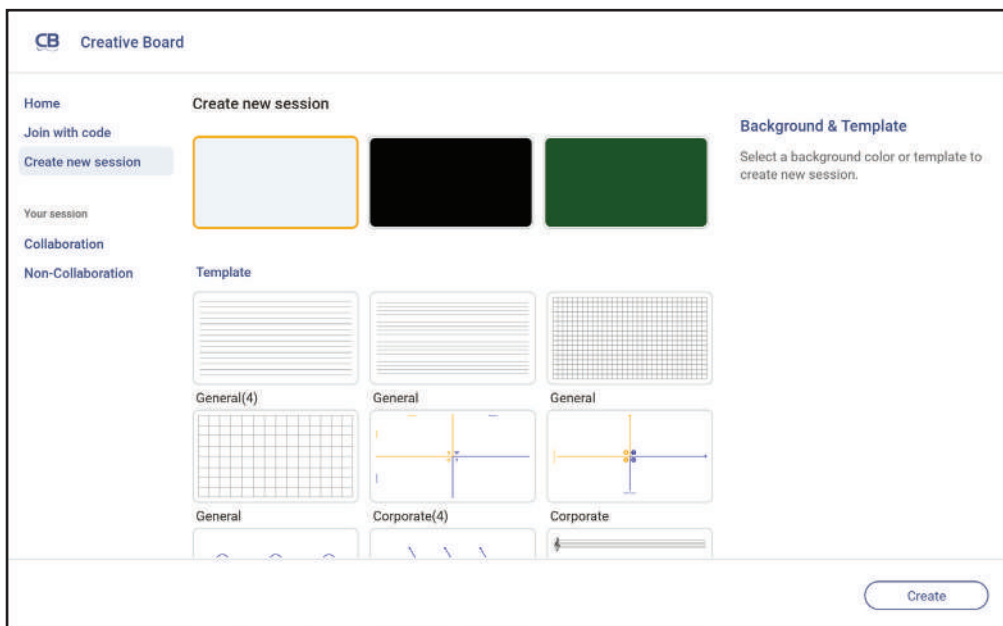 CB
Creative Board
Home
Join with code
Create new session
Your session
Collaboration
Non-Collaboration
Create new session
Template
General(4)
General
General
General
Corporate(4)
Corporate
Background & Template
Select a background color or template to
create new session.
Create